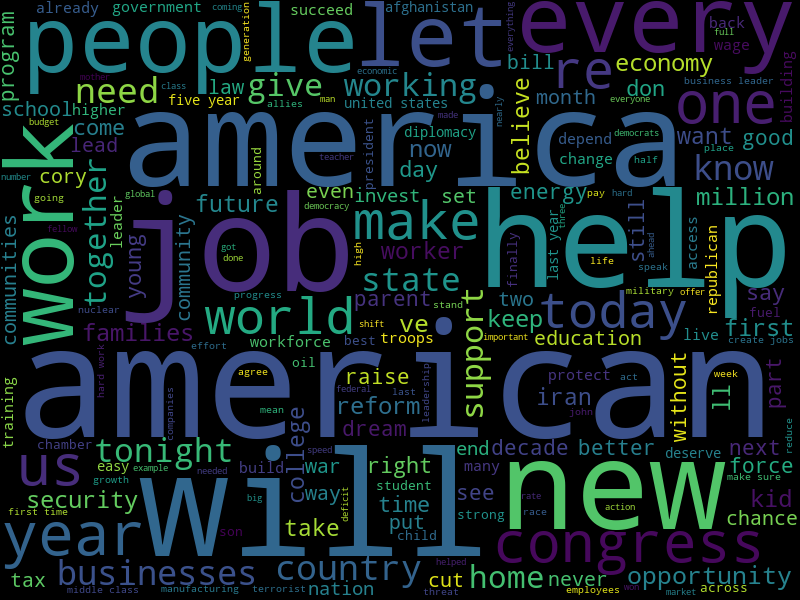 already government afghanistan coming
program people let every
generation succeed everything
mother need give working bill re economy back full wage
school higher law five year united states month don business leader building
class economic allies man made everyone
budget come lead america believe one
president diplomacy now day depend change democrats half place want good know
work together cory around teacher nearly
number going leader future even invest set energy pay hard million
communities global young community democracy job make help last year three still access republican
fellow got done high worker finally ahead life speak say
nuclear progress parent state stand two military offer fuel
families world shift ve keep today first
workforce troops important education live create jobs
effort best support
oil agree raise iran protect act week without ll part
training hard work american companies mean reform federal last leadership dream john reduce
chamber college end decade better deserve next
tonight easy example build war right speed many see force make sure
us growth needed student kid
security big way time strong new rate action chance
first time year will son take deficit put child race congress
businesses country cut home never opportunity
tax middle class manufacturing terrorist nation threat helped employees won market across